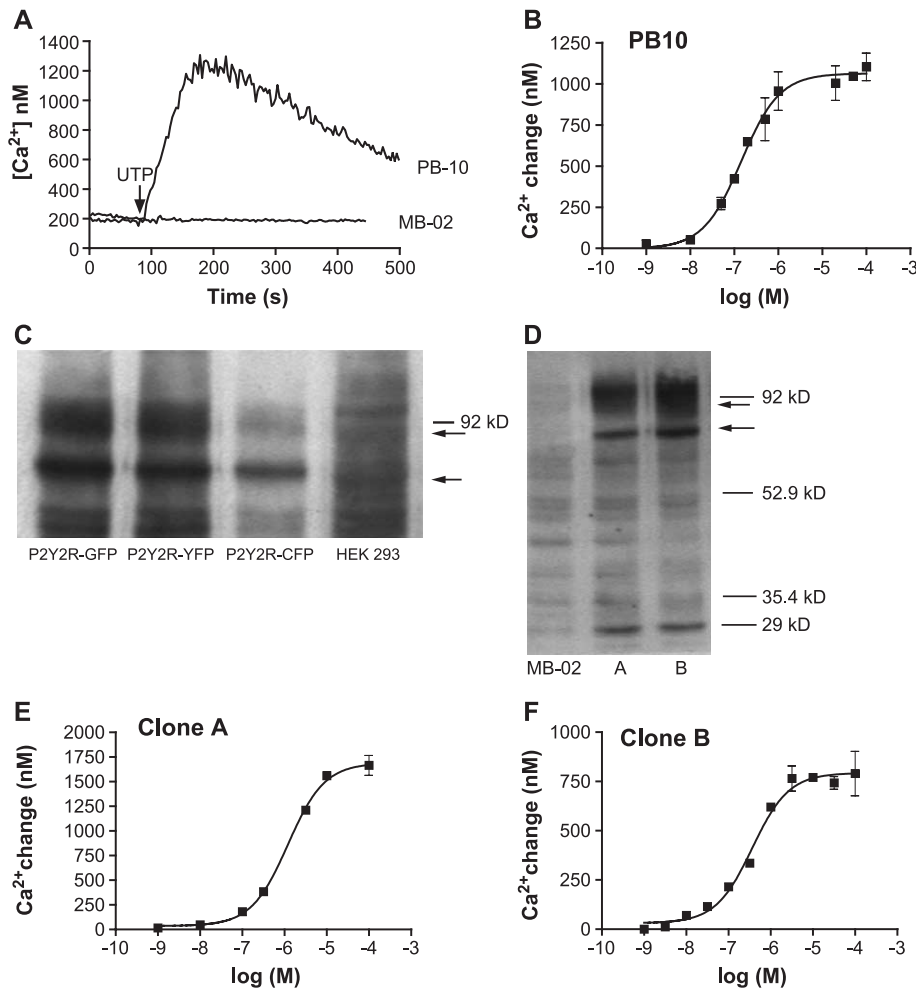 A
[Ca2+] nM
1400
1200
1000
800
600
400
200
0
UTP
PB-10
MB-02
0 100 200 300 400 500
Time (s)
B
PB10
Ca2+ change (nM)
1250
1000
750
500
250
0
-10 -9 -8 -7 -6 -5 -4 -3
log (M)
C
92 kD
P2Y2R-GFP P2Y2R-YFP P2Y2R-CFP HEK 293
D
92 kD
52.9 kD
35.4 kD
29 kD
MB-02 A B
E
Clone A
Ca2+change (nM)
2000
1750
1500
1250
1000
750
500
250
0
-10 -9 -8 -7 -6 -5 -4 -3
log (M)
F
Clone B
Ca2+ change (nM)
1000
750
500
250
0
-10 -9 -8 -7 -6 -5 -4 -3
log (M)